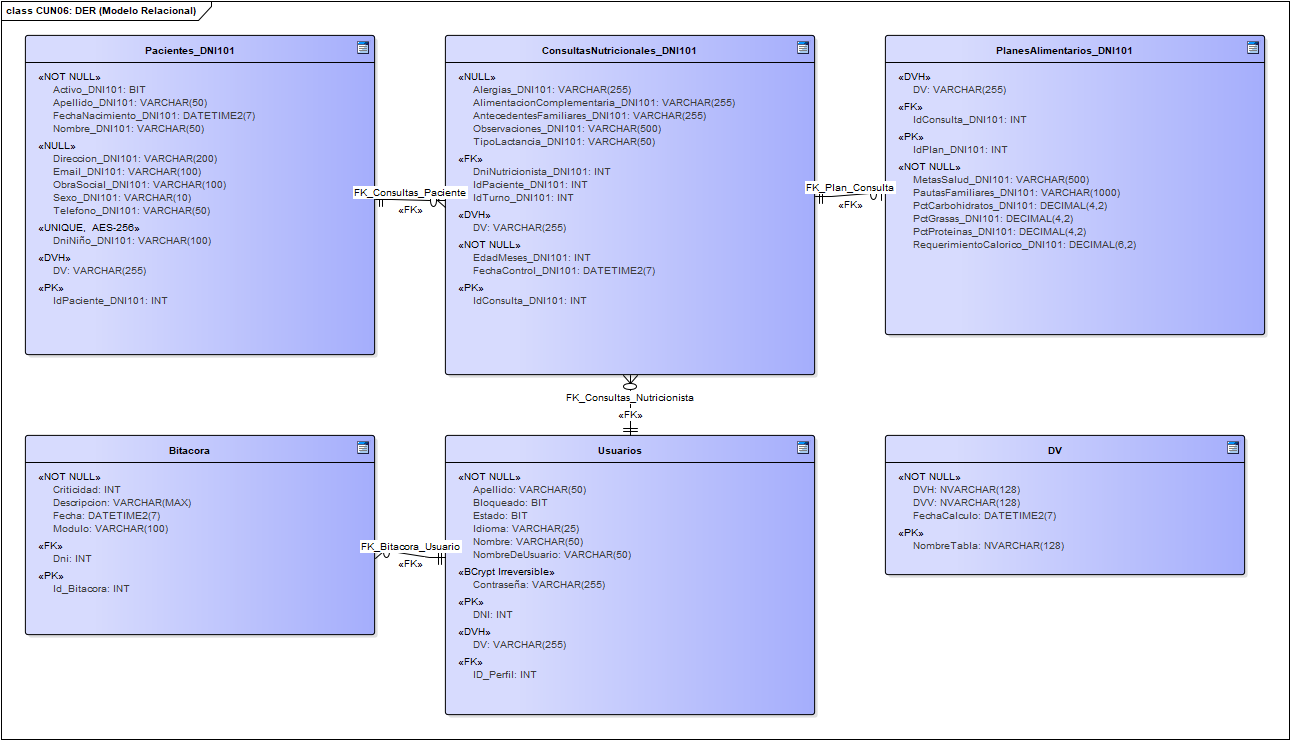 class CUN06: DER (Modelo Relacional)
Pacientes_DNI101
«NOT NULL»
Activo_DNI101: BIT
Apellido_DNI101: VARCHAR(50)
FechaNacimiento_DNI101: DATETIME2(7)
Nombre_DNI101: VARCHAR(50)
«NULL»
Direccion_DNI101: VARCHAR(200)
Email_DNI101: VARCHAR(100)
ObraSocial_DNI101: VARCHAR(100)
Sexo_DNI101: VARCHAR(10)
Telefono_DNI101: VARCHAR(50)
«UNIQUE, AES-256»
DniNiño_DNI101: VARCHAR(100)
«DVH»
DV: VARCHAR(255)
«PK»
IdPaciente_DNI101: INT
FK_Consultas_Paciente
«FK»
ConsultasNutricionales_DNI101
«NULL»
Alergias_DNI101: VARCHAR(255)
AlimentacionComplementaria_DNI101: VARCHAR(255)
AntecedentesFamiliares_DNI101: VARCHAR(255)
Observaciones_DNI101: VARCHAR(500)
TipoLactancia_DNI101: VARCHAR(50)
«FK»
DniNutricionista_DNI101: INT
IdPaciente_DNI101: INT
IdTurno_DNI101: INT
«DVH»
DV: VARCHAR(255)
«NOT NULL»
EdadMeses_DNI101: INT
FechaControl_DNI101: DATETIME2(7)
«PK»
IdConsulta_DNI101: INT
FK_Plan_Consulta
«FK»
PlanesAlimentarios_DNI101
«DVH»
DV: VARCHAR(255)
«FK»
IdConsulta_DNI101: INT
«PK»
IdPlan_DNI101: INT
«NOT NULL»
MetasSalud_DNI101: VARCHAR(500)
PautasFamiliares_DNI101: VARCHAR(1000)
PctCarbohidratos_DNI101: DECIMAL(4,2)
PctGrasas_DNI101: DECIMAL(4,2)
PctProteinas_DNI101: DECIMAL(4,2)
RequerimientoCalorico_DNI101: DECIMAL(6,2)
FK_Consultas_Nutricionista
«FK»
Bitacora
«NOT NULL»
Criticidad: INT
Descripcion: VARCHAR(MAX)
Fecha: DATETIME2(7)
Modulo: VARCHAR(100)
«FK»
Dni: INT
«PK»
Id_Bitacora: INT
FK_Bitacora_Usuario
«FK»
Usuarios
«NOT NULL»
Apellido: VARCHAR(50)
Bloqueado: BIT
Estado: BIT
Idioma: VARCHAR(25)
Nombre: VARCHAR(50)
NombreDeUsuario: VARCHAR(50)
«BCrypt Irreversible»
Contraseña: VARCHAR(255)
«PK»
DNI: INT
«DVH»
DV: VARCHAR(255)
«FK»
ID_Perfil: INT
DV
«NOT NULL»
DVH: NVARCHAR(128)
DVV: NVARCHAR(128)
FechaCalculo: DATETIME2(7)
«PK»
NombreTabla: NVARCHAR(128)